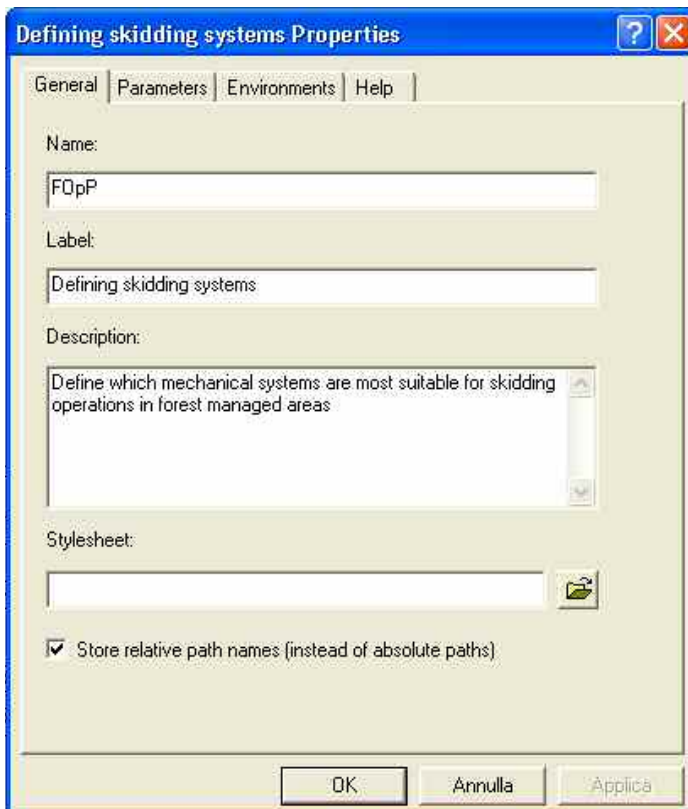 Defining skidding systems Properties
General Parameters Environments Help
Name:
FOpP
Label:
Defining skidding systems
Description:
Define which mechanical systems are most suitable for skidding
operations in forest managed areas
Stylesheet:
Store relative path names (instead of absolute paths)
OK Annulla Applica